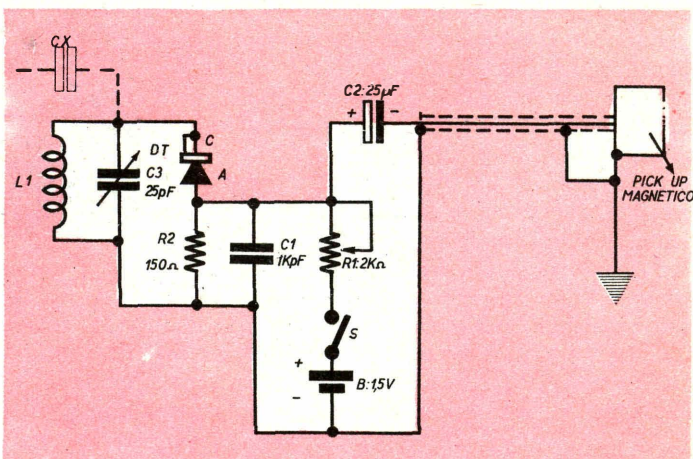 CX
C2:25µF
+ -
L1
DT
C3
25pF
C
A
R2
150Ω
C1
1KpF
R1:2KΩ
S
+
B:1,5V
-
PICK UP
MAGNETICO